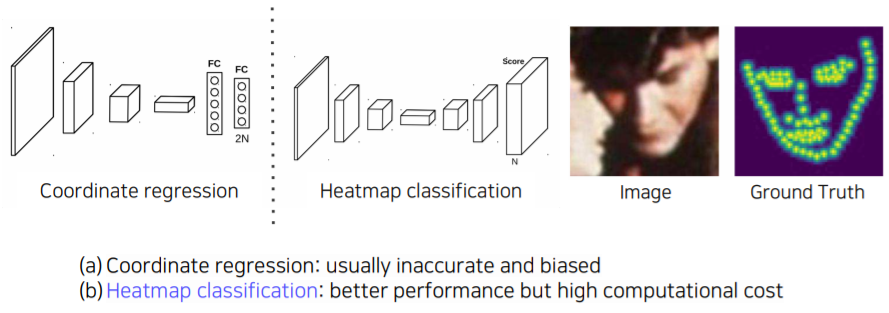 FC
FC
2N
Score
N
Coordinate regression
Heatmap classification
Image
Ground Truth
(a) Coordinate regression: usually inaccurate and biased
(b) Heatmap classification: better performance but high computational cost